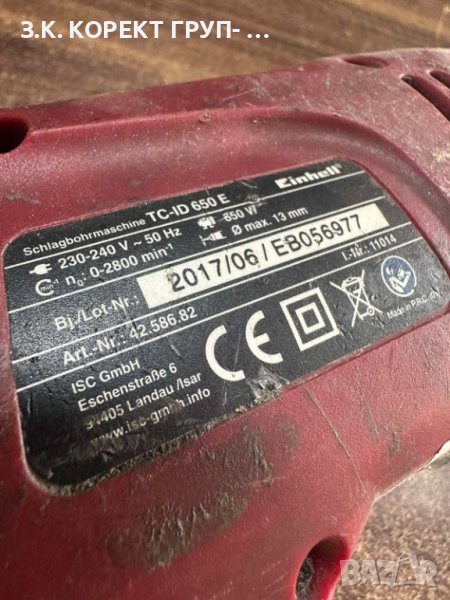 З.К. КОРЕКТ ГРУП- ...
Einhell
Schlagbohrmaschine TC-ID 650 E
230-240 V ~ 50 Hz 650 W
n₀: 0-2800 min⁻¹ Ø max. 13 mm
Bj./Lot-Nr.: 2017/06 / EB056977
Art.-Nr.: 42.586.82 I.-Nr.: 11014
ISC GmbH
Eschenstraße 6
94405 Landau/Isar
www.isc-gmbh.info
CE
Made in P.R.C.
BAZAR